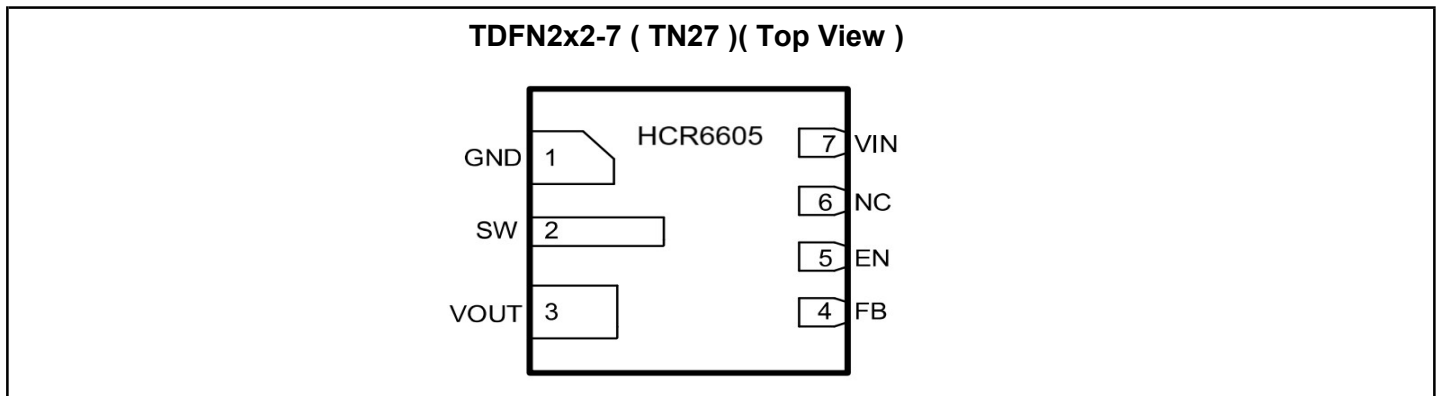 TDFN2x2-7 ( TN27 )( Top View )
HCR6605
GND 1
SW 2
VOUT 3
7 VIN
6 NC
5 EN
4 FB